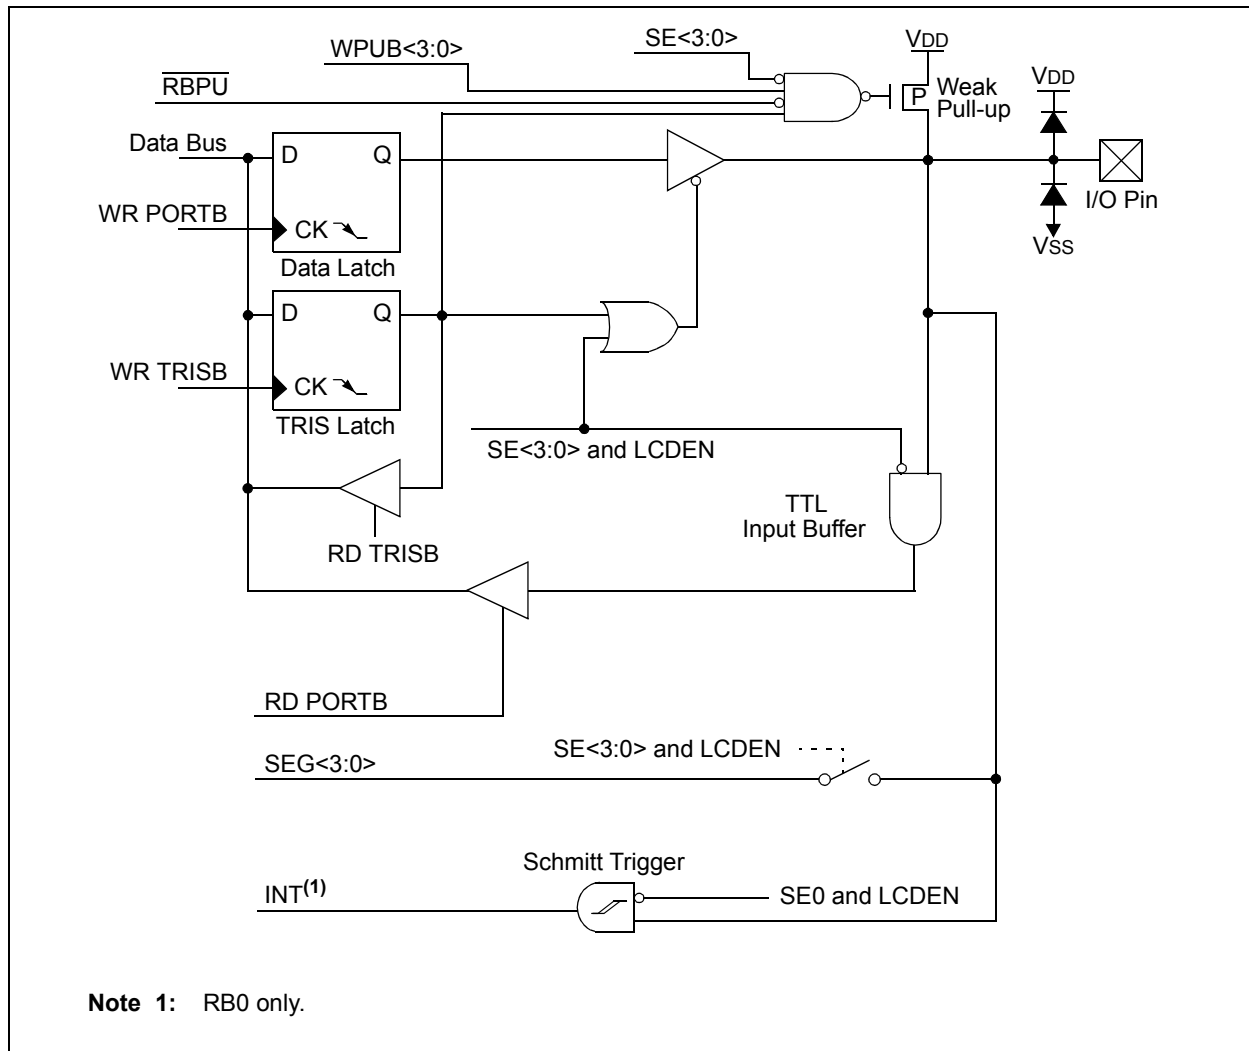 SE<3:0>
VDD
WPUB<3:0>
RBPU
P
Weak
Pull-up
VDD
Data Bus
D
Q
I/O Pin
WR PORTB
CK
VSS
Data Latch
D
Q
WR TRISB
CK
TRIS Latch
SE<3:0> and LCDEN
TTL
Input Buffer
RD TRISB
RD PORTB
SE<3:0> and LCDEN
SEG<3:0>
Schmitt Trigger
INT(1)
SE0 and LCDEN
Note 1: RB0 only.